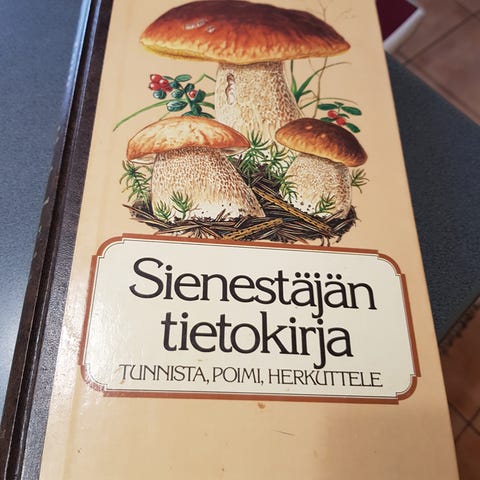 Sienestäjän
tietokirja
TUNNISTA, POIMI, HERKUTTELE